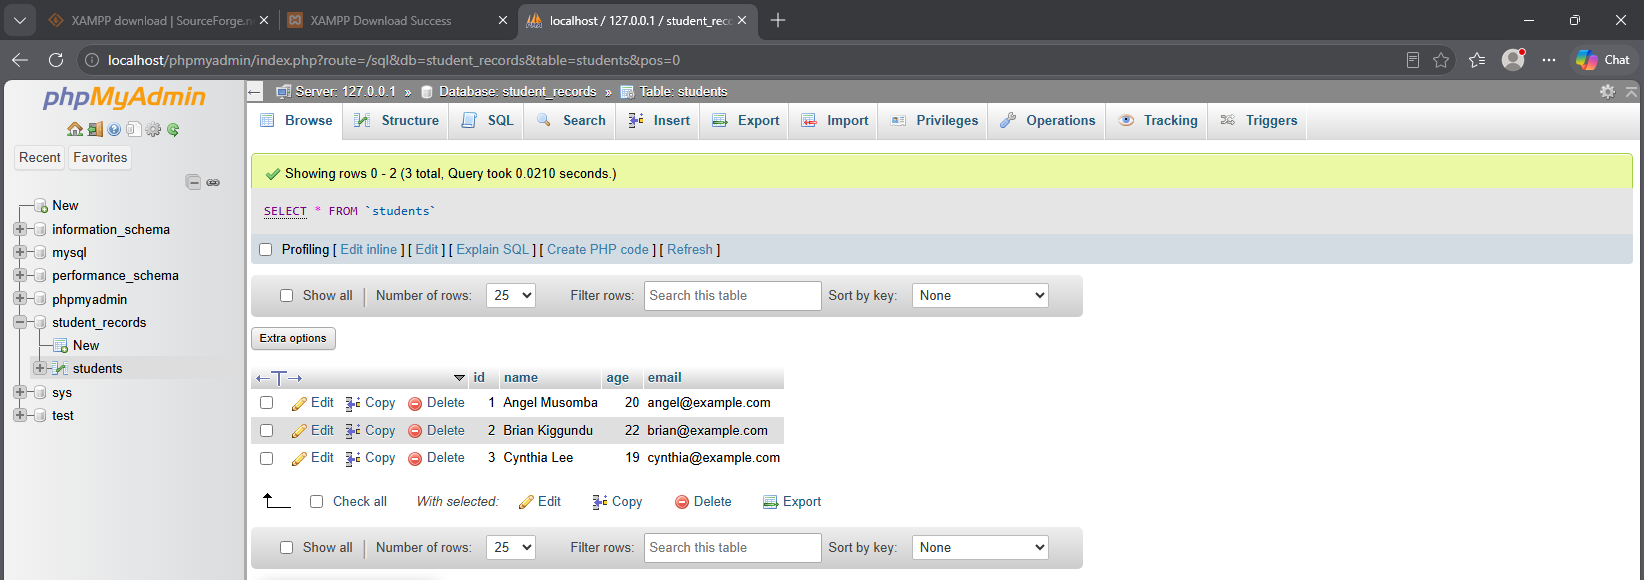 XAMPP download | SourceForge.n
XAMPP Download Success
localhost / 127.0.0.1 / student_rec
localhost/phpmyadmin/index.php?route=/sql&db=student_records&table=students&pos=0
Chat
phpMyAdmin
Recent
Favorites
New
information_schema
mysql
performance_schema
phpmyadmin
student_records
New
students
sys
test
Server: 127.0.0.1 » Database: student_records » Table: students
Browse Structure SQL Search Insert Export Import Privileges Operations Tracking Triggers
Showing rows 0 - 2 (3 total, Query took 0.0210 seconds.)
SELECT * FROM `students`
Profiling [ Edit inline ] [ Edit ] [ Explain SQL ] [ Create PHP code ] [ Refresh ]
Show all | Number of rows: 25 Filter rows: Search this table Sort by key: None
Extra options
id name age email
Edit Copy Delete 1 Angel Musomba 20 angel@example.com
Edit Copy Delete 2 Brian Kiggundu 22 brian@example.com
Edit Copy Delete 3 Cynthia Lee 19 cynthia@example.com
Check all With selected: Edit Copy Delete Export
Show all | Number of rows: 25 Filter rows: Search this table Sort by key: None